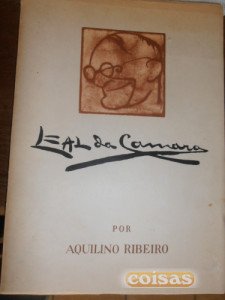 LEAL da Camara
POR
AQUILINO RIBEIRO
coisas